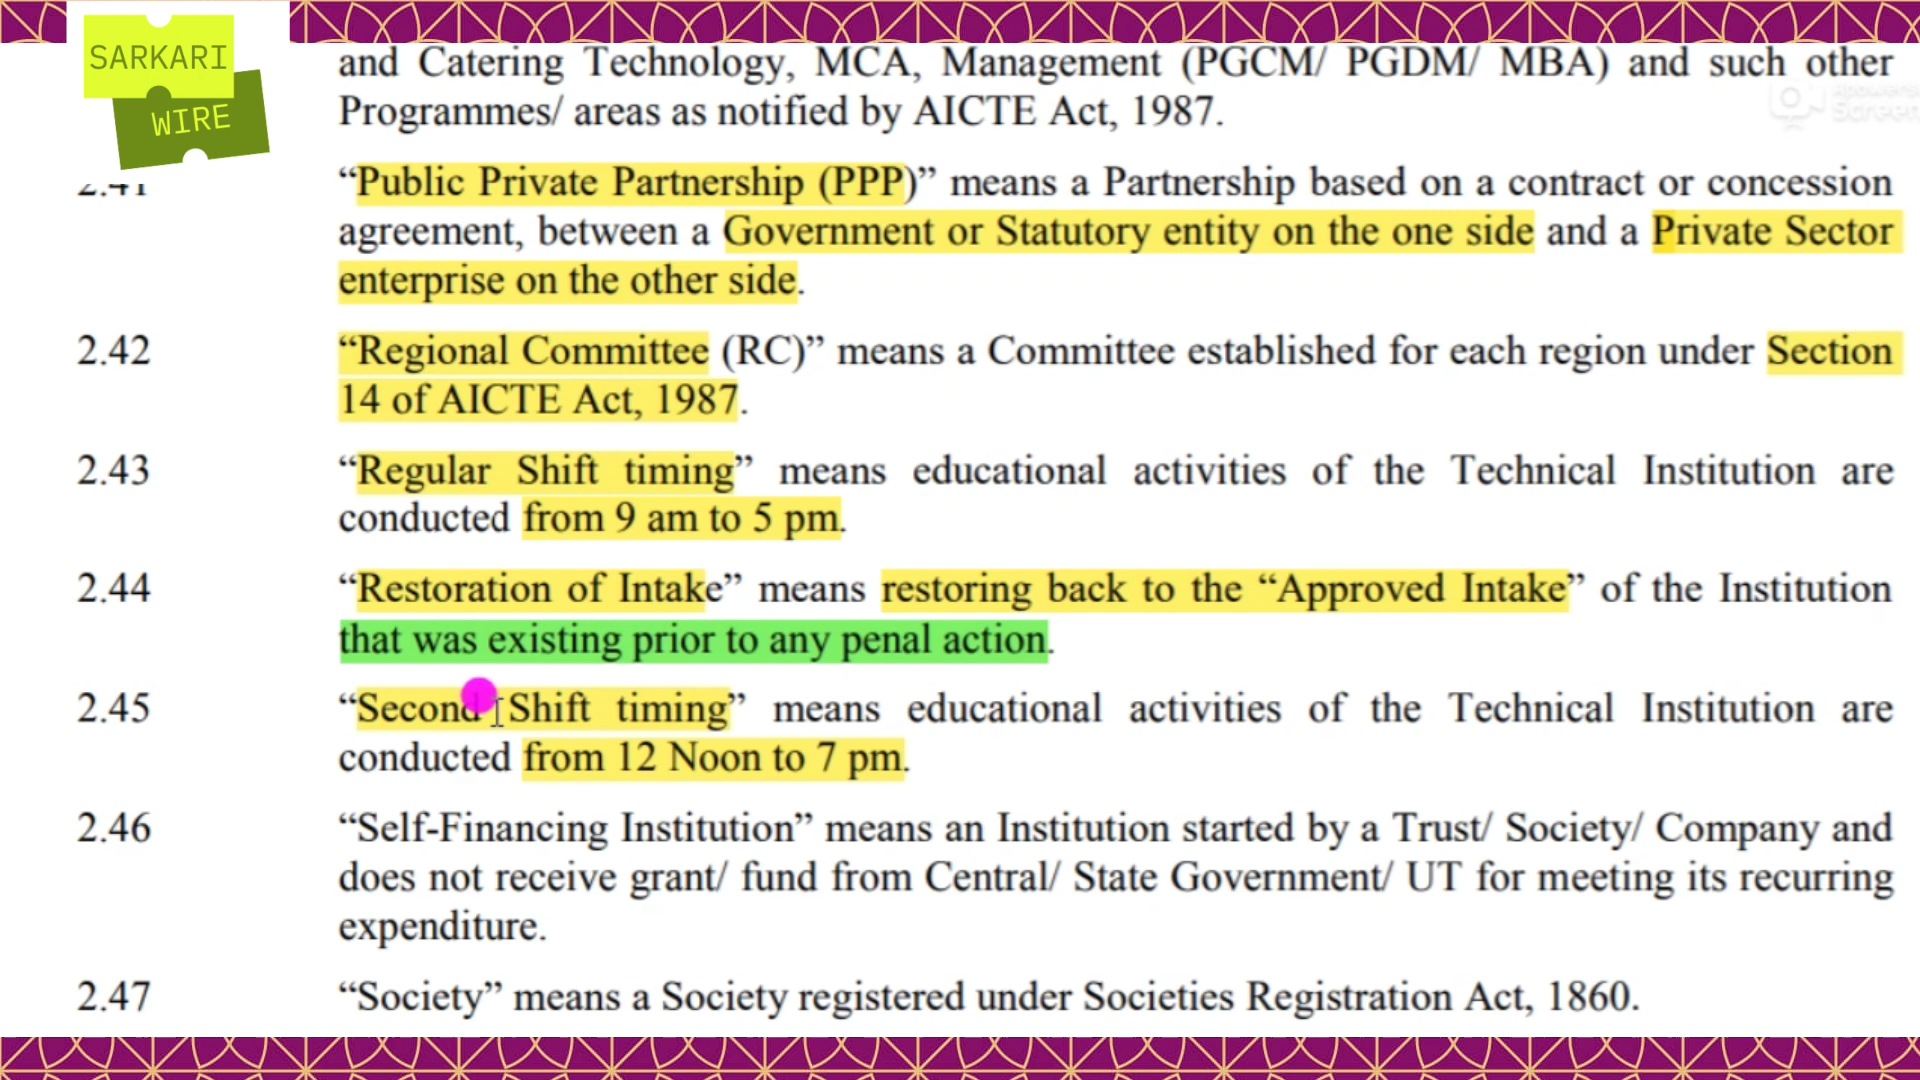 SARKARI
WIRE
and Catering Technology, MCA, Management (PGCM/ PGDM/ MBA) and such other
Programmes/ areas as notified by AICTE Act, 1987.
“Public Private Partnership (PPP)” means a Partnership based on a contract or concession
agreement, between a Government or Statutory entity on the one side and a Private Sector
enterprise on the other side.
2.42 “Regional Committee (RC)” means a Committee established for each region under Section
14 of AICTE Act, 1987.
2.43 “Regular Shift timing” means educational activities of the Technical Institution are
conducted from 9 am to 5 pm.
2.44 “Restoration of Intake” means restoring back to the “Approved Intake” of the Institution
that was existing prior to any penal action.
2.45 “Second Shift timing” means educational activities of the Technical Institution are
conducted from 12 Noon to 7 pm.
2.46 “Self-Financing Institution” means an Institution started by a Trust/ Society/ Company and
does not receive grant/ fund from Central/ State Government/ UT for meeting its recurring
expenditure.
2.47 “Society” means a Society registered under Societies Registration Act, 1860.